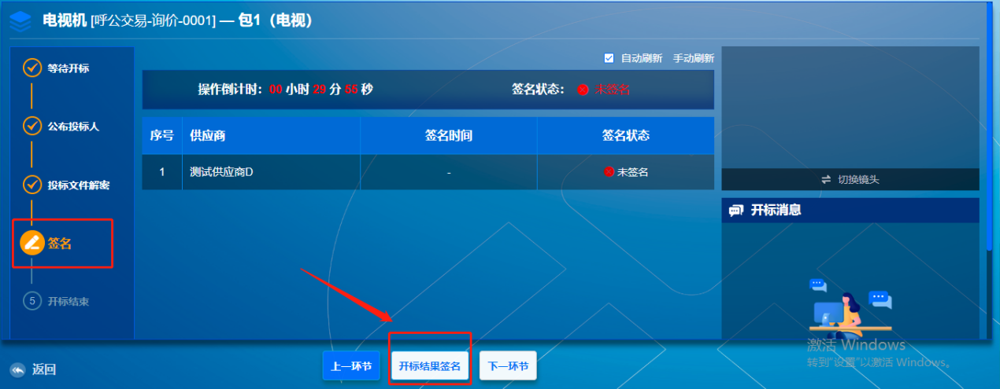 电视机 [呼公交易-询价-0001] — 包1（电视）
自动刷新 手动刷新
等待开标
公布投标人
投标文件解密
签名
5 开标结束
操作倒计时: 00 小时 29 分 55 秒 签名状态: 未签名
序号 供应商 签名时间 签名状态
1 测试供应商D - 未签名
切换镜头
开标消息
激活 Windows
转到"设置"以激活 Windows。
返回 上一环节 开标结果签名 下一环节